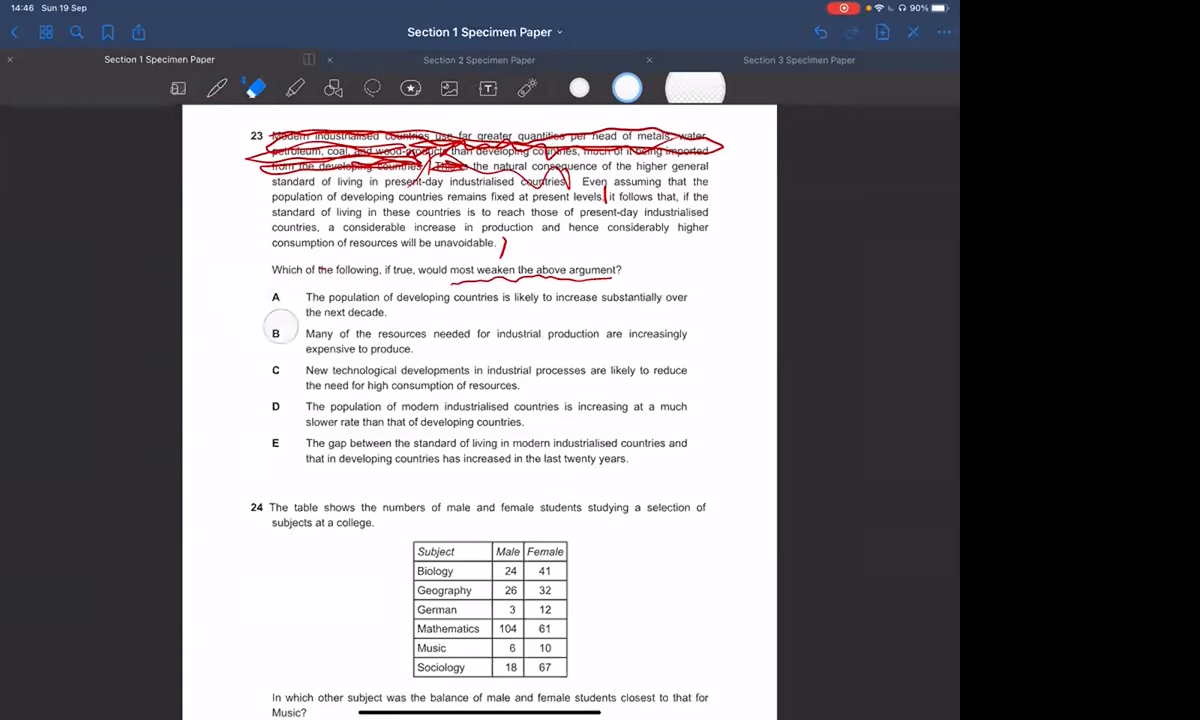 14:46 Sun 19 Sep
90%
Section 1 Specimen Paper
Section 1 Specimen Paper
Section 2 Specimen Paper
Section 3 Specimen Paper
23 Modern industrialised countries use far greater quantities per head of metals, water,
petroleum, coal, and wood-products than developing countries, much of it being imported
from the developing countries. the natural consequence of the higher general
standard of living in present-day industrialised countries. Even assuming that the
population of developing countries remains fixed at present levels, it follows that, if the
standard of living in these countries is to reach those of present-day industrialised
countries, a considerable increase in production and hence considerably higher
consumption of resources will be unavoidable.
Which of the following, if true, would most weaken the above argument?
A The population of developing countries is likely to increase substantially over
the next decade.
B Many of the resources needed for industrial production are increasingly
expensive to produce.
C New technological developments in industrial processes are likely to reduce
the need for high consumption of resources.
D The population of modern industrialised countries is increasing at a much
slower rate than that of developing countries.
E The gap between the standard of living in modern industrialised countries and
that in developing countries has increased in the last twenty years.
24 The table shows the numbers of male and female students studying a selection of
subjects at a college.
Subject Male Female
Biology 24 41
Geography 26 32
German 3 12
Mathematics 104 61
Music 6 10
Sociology 18 67
In which other subject was the balance of male and female students closest to that for
Music?